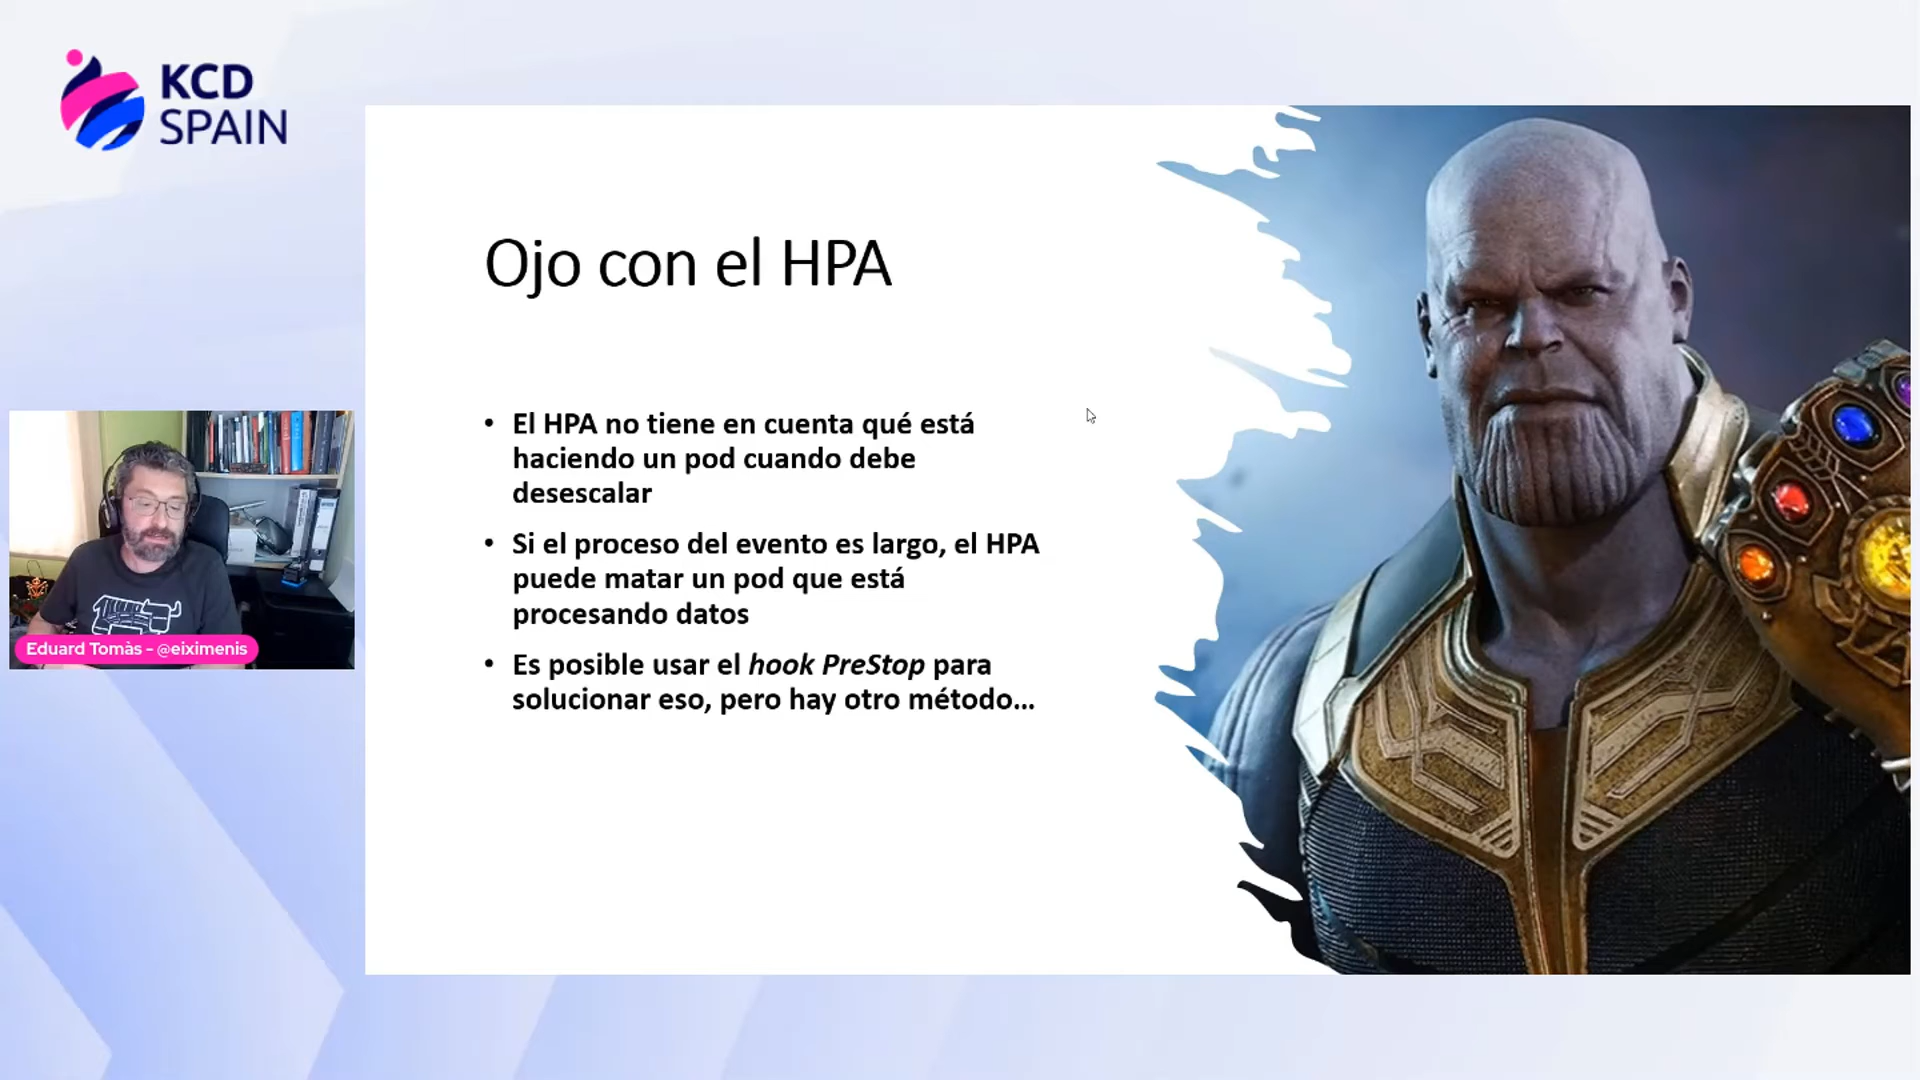 KCD
SPAIN
Ojo con el HPA
• El HPA no tiene en cuenta qué está
haciendo un pod cuando debe
desescalar
• Si el proceso del evento es largo, el HPA
puede matar un pod que está
procesando datos
• Es posible usar el hook PreStop para
solucionar eso, pero hay otro método...
Eduard Tomàs - @eiximenis